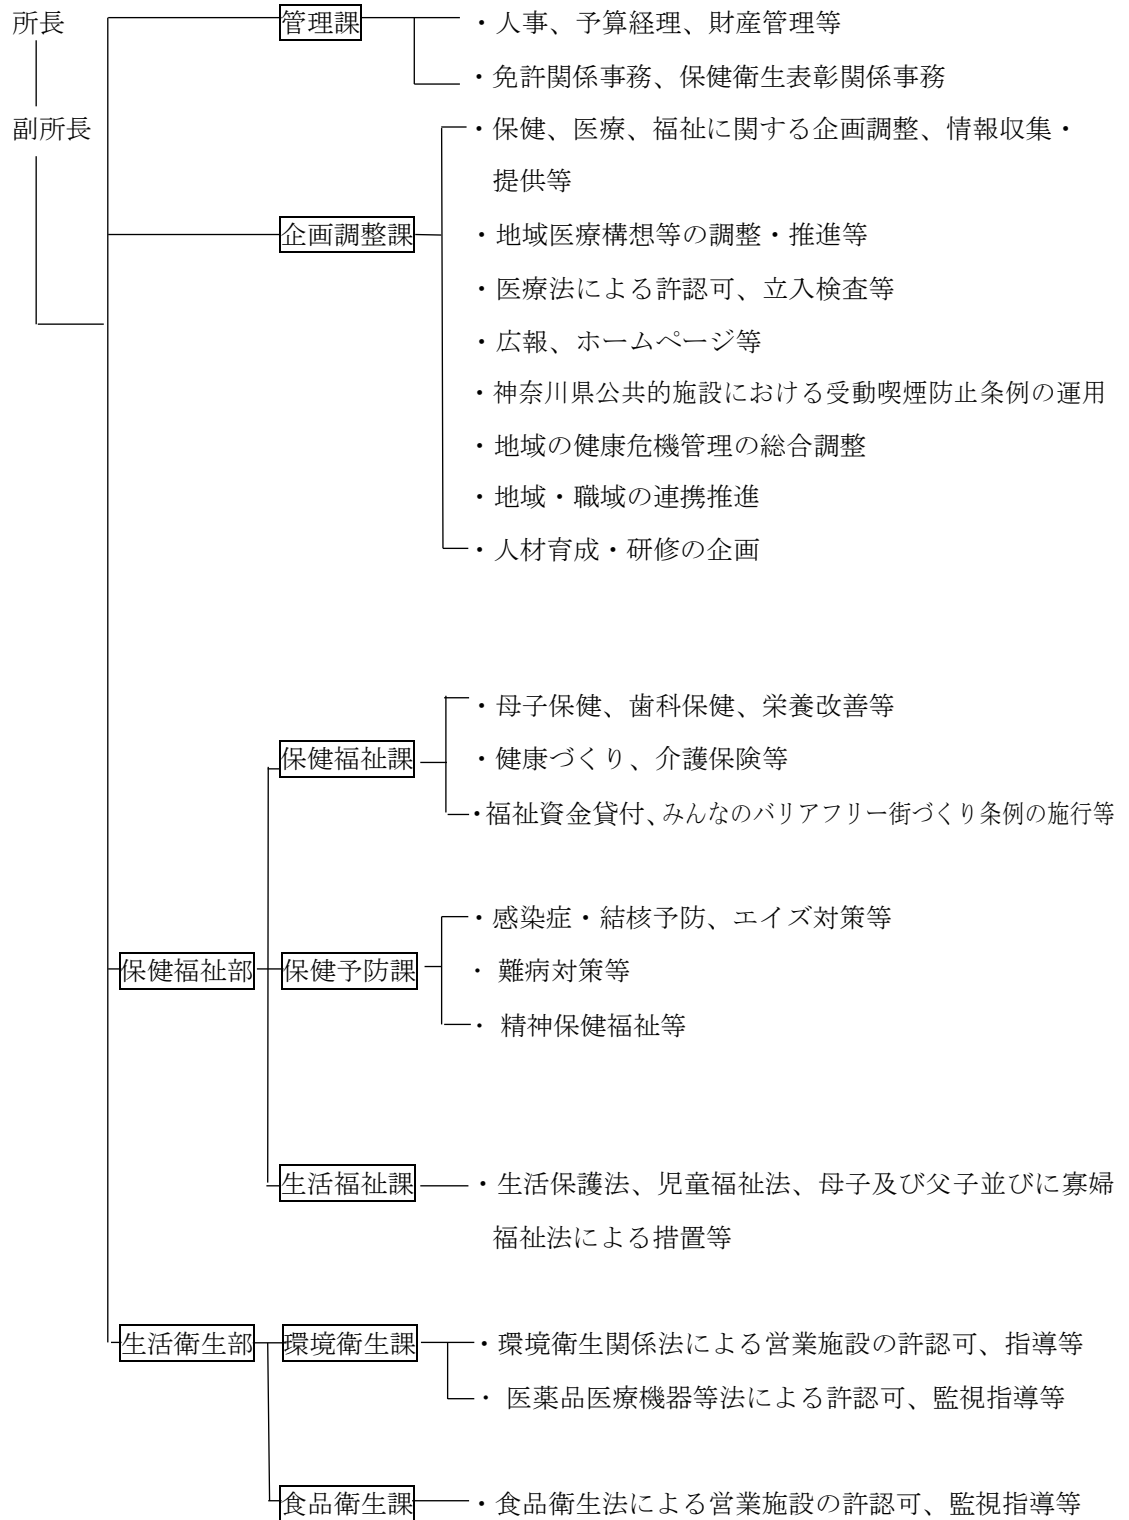 所長
管理課
・人事、予算経理、財産管理等
・免許関係事務、保健衛生表彰関係事務
副所長
・保健、医療、福祉に関する企画調整、情報収集・
提供等
企画調整課
・地域医療構想等の調整・推進等
・医療法による許認可、立入検査等
・広報、ホームページ等
・神奈川県公共的施設における受動喫煙防止条例の運用
・地域の健康危機管理の総合調整
・地域・職域の連携推進
・人材育成・研修の企画
・母子保健、歯科保健、栄養改善等
保健福祉課
・健康づくり、介護保険等
・福祉資金貸付、みんなのバリアフリー街づくり条例の施行等
・感染症・結核予防、エイズ対策等
保健福祉部
保健予防課
・ 難病対策等
・ 精神保健福祉等
生活福祉課
・生活保護法、児童福祉法、母子及び父子並びに寡婦
福祉法による措置等
生活衛生部
環境衛生課
・環境衛生関係法による営業施設の許認可、指導等
・ 医薬品医療機器等法による許認可、監視指導等
食品衛生課
・食品衛生法による営業施設の許認可、監視指導等